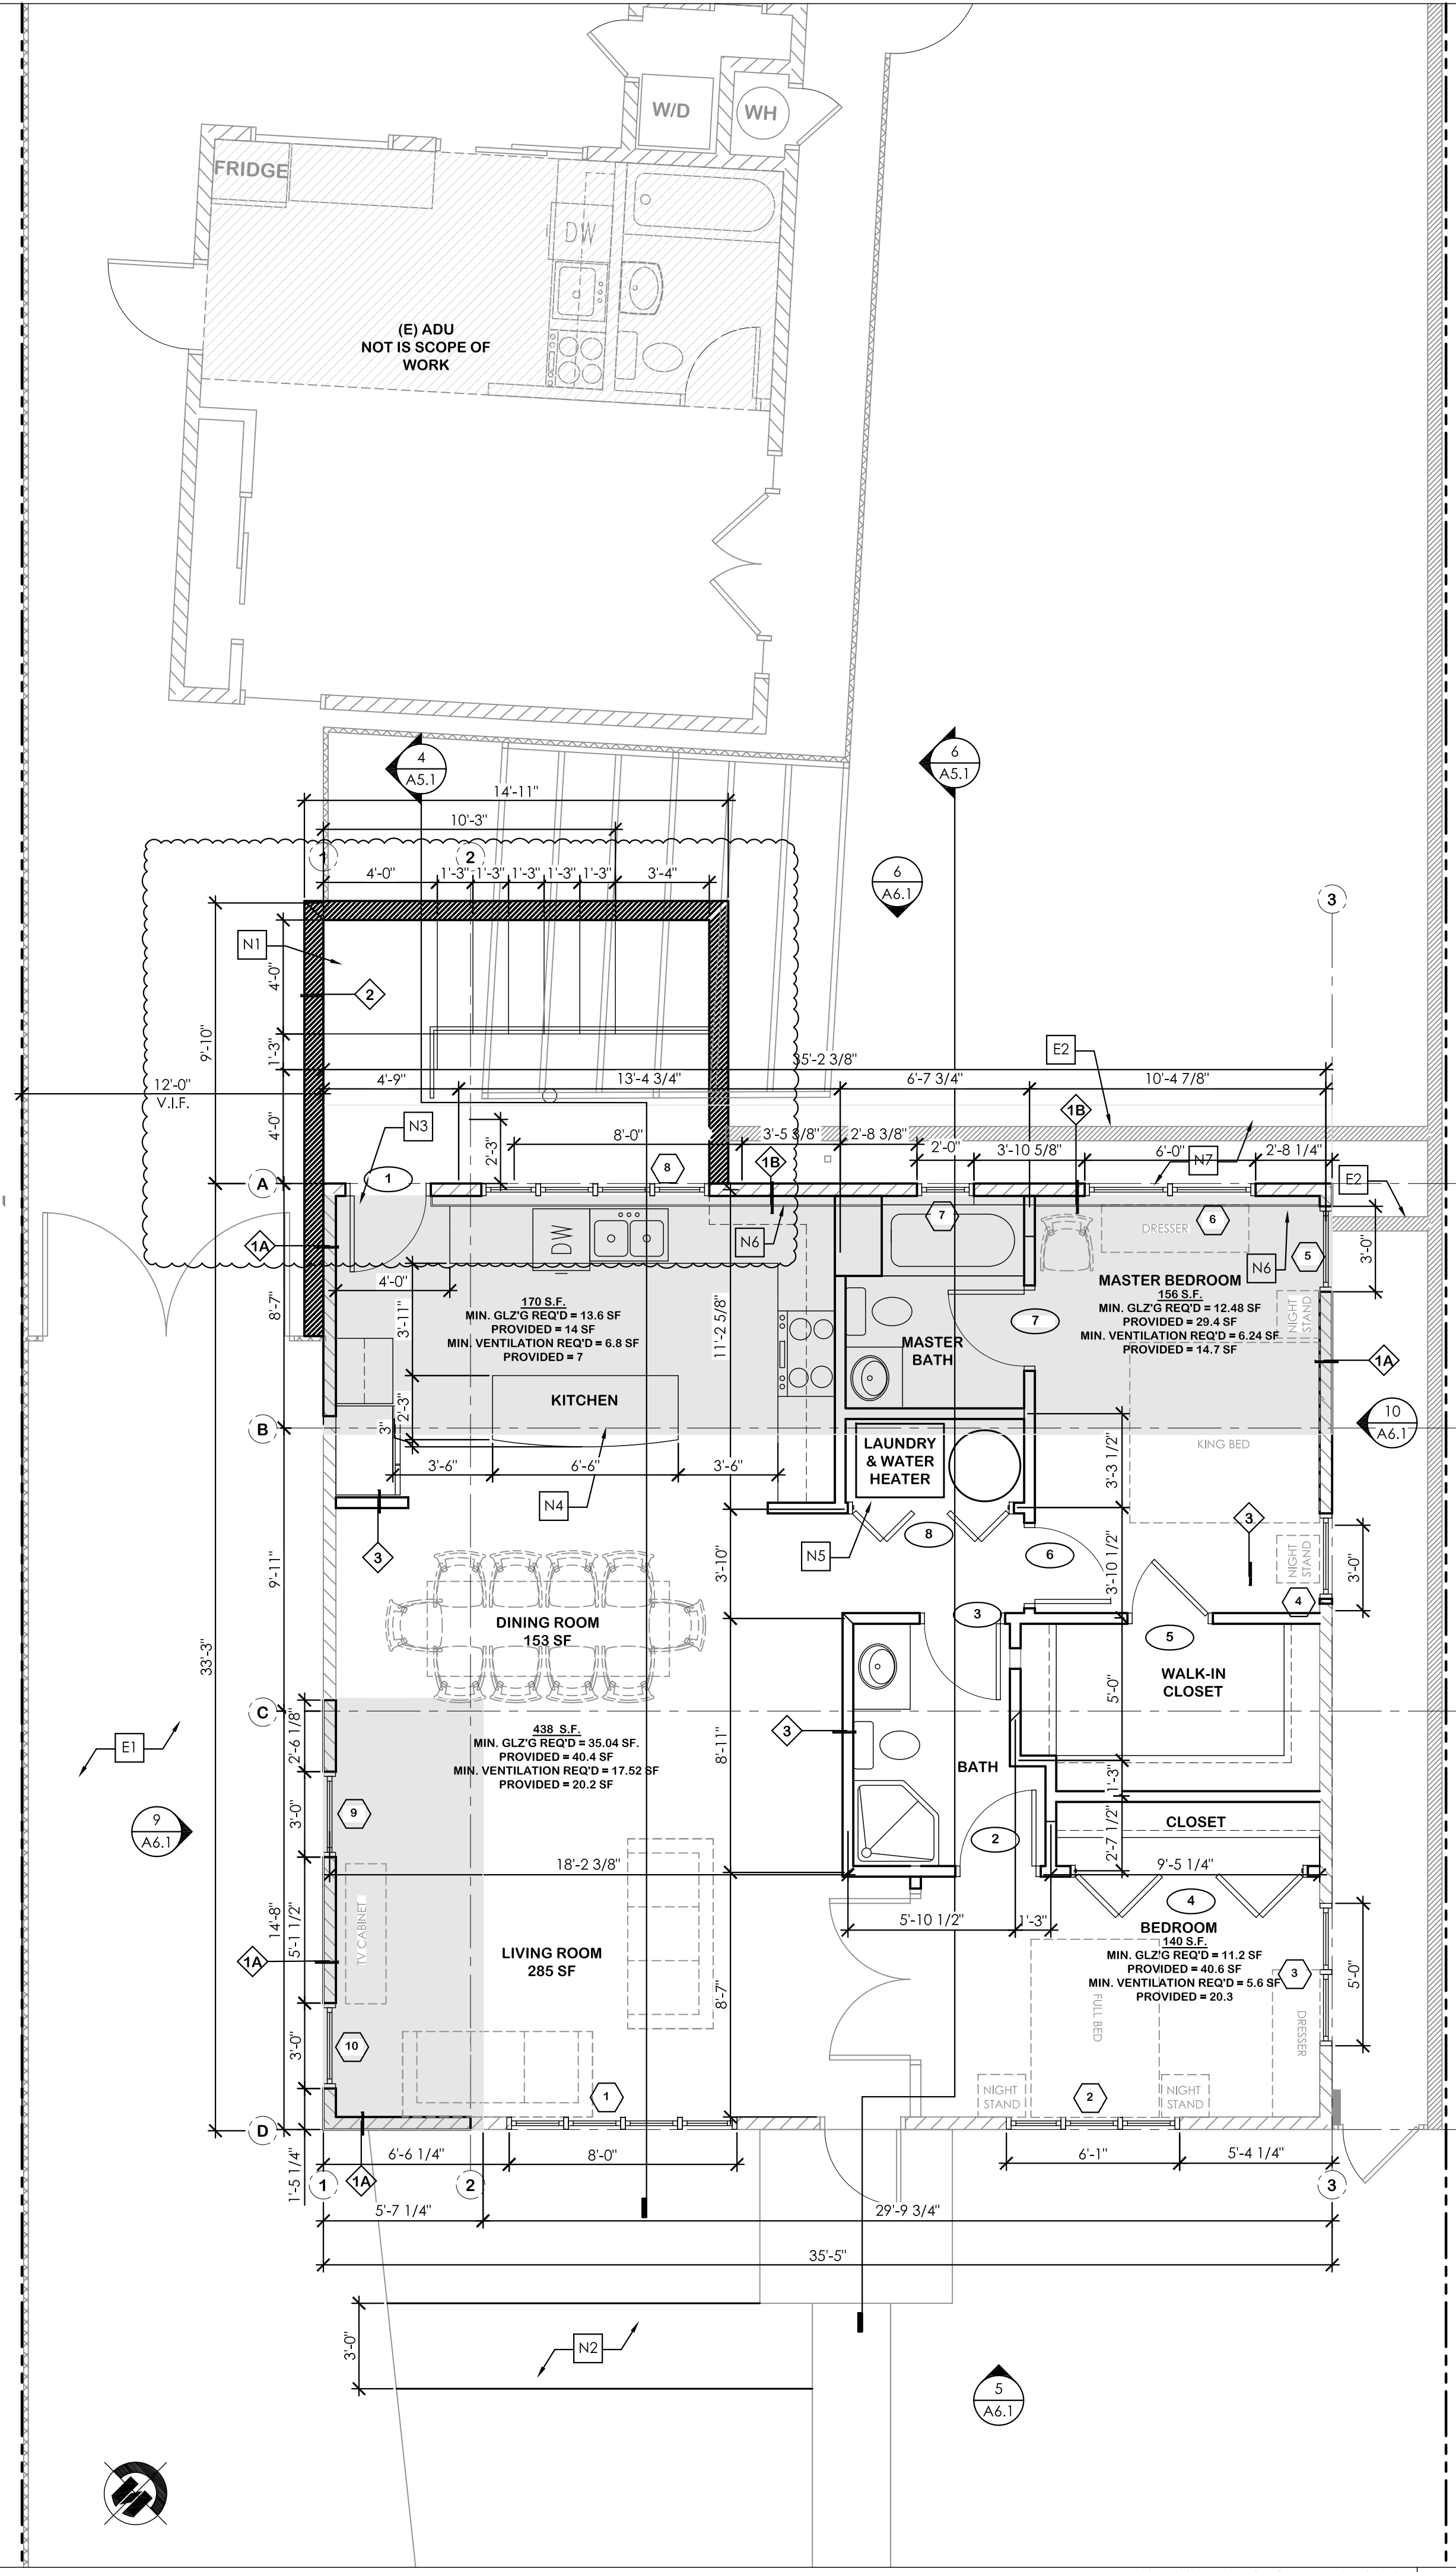 W/D
WH
FRIDGE
DW
(E) ADU
NOT IS SCOPE OF
WORK
4
A5.1
6
A5.1
14'-11"
10'-3"
1
2
4'-0"
1'-3"
1'-3"
1'-3"
1'-3"
1'-3"
3'-4"
6
A6.1
3
N1
4'-0"
2
9'-10"
1'-3"
35'-2 3/8"
E2
12'-0"
V.I.F.
4'-9"
13'-4 3/4"
6'-7 3/4"
10'-4 7/8"
1B
4'-0"
N3
2'-3"
8'-0"
3'-5 3/8"
2'-8 3/8"
2'-0"
3'-10 5/8"
6'-0"
2'-8 1/4"
N7
1B
8
1
A
E2
7
6
DRESSER
DW
N6
5
3'-0"
1A
N6
4'-0"
MASTER BEDROOM
156 S.F.
MIN. GLZ'G REQ'D = 12.48 SF
PROVIDED = 29.4 SF
MIN. VENTILATION REQ'D = 6.24 SF
PROVIDED = 14.7 SF
NIGHT
STAND
8'-7"
3'-11"
170 S.F.
MIN. GLZ'G REQ'D = 13.6 SF
PROVIDED = 14 SF
MIN. VENTILATION REQ'D = 6.8 SF
PROVIDED = 7
11'-2 5/8"
7
MASTER
BATH
1A
KITCHEN
2'-3"
3"
10
A6.1
B
LAUNDRY
& WATER
HEATER
KING BED
3'-3 1/2"
3'-6"
6'-6"
3'-6"
N4
3
8
3
N5
6
NIGHT
STAND
3'-0"
9'-11"
3'-10"
3'-10 1/2"
4
DINING ROOM
153 SF
3
5
33'-3"
WALK-IN
CLOSET
5'-0"
C
E1
2'-6 1/8"
438 S.F.
MIN. GLZ'G REQ'D = 35.04 SF.
PROVIDED = 40.4 SF
MIN. VENTILATION REQ'D = 17.52 SF
PROVIDED = 20.2 SF
8'-11"
3
BATH
1'-3"
9
A6.1
3'-0"
9
CLOSET
2
2'-7 1/2"
18'-2 3/8"
9'-5 1/4"
4
14'-8"
5'-1 1/2"
TV CABINET
5'-10 1/2"
1'-3"
BEDROOM
140 S.F.
MIN. GLZ'G REQ'D = 11.2 SF
PROVIDED = 40.6 SF
MIN. VENTILATION REQ'D = 5.6 SF
PROVIDED = 20.3
1A
LIVING ROOM
285 SF
3
5'-0"
8'-7"
FULL BED
DRESSER
3'-0"
10
1
NIGHT
STAND
2
NIGHT
STAND
D
1'-5 1/4"
6'-6 1/4"
8'-0"
6'-1"
5'-4 1/4"
1
1A
2
3
5'-7 1/4"
29'-9 3/4"
35'-5"
3'-0"
N2
5
A6.1